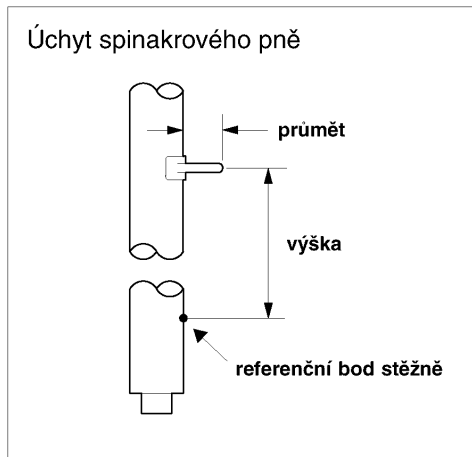 Úchyt spinakrového pně
průmět
výška
referenční bod stěžně